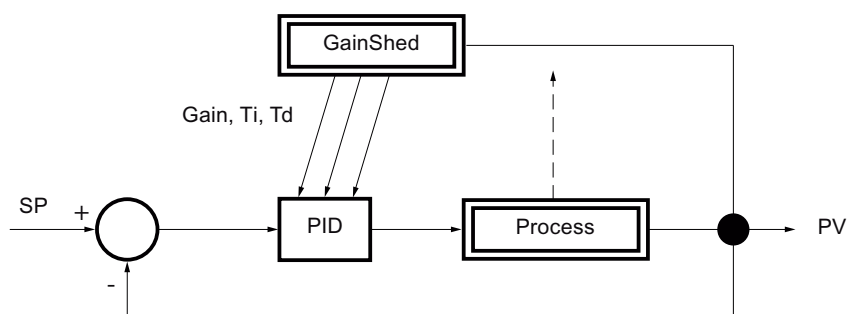 GainShed
Gain, Ti, Td
SP
+
PID
Process
PV
-